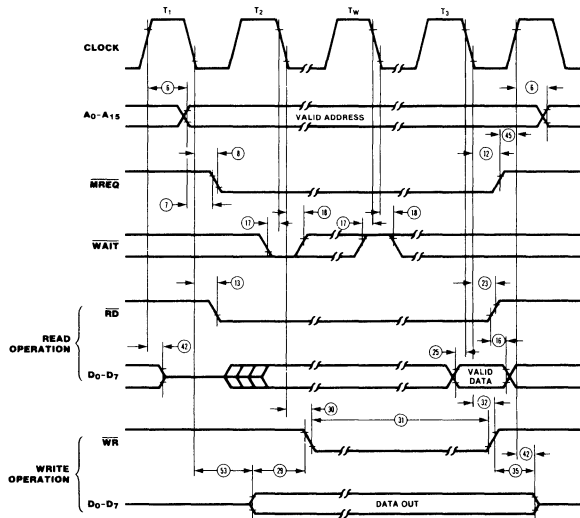 T1 T2 TW T3
CLOCK
6 6
A0-A15 VALID ADDRESS
45
8 12
MREQ
7
17 18 17 18
WAIT
13 23
RD
READ
OPERATION
16
42 25
D0-D7 VALID
DATA
32
30 31
WR
42
WRITE
OPERATION
53 29 35
D0-D7 DATA OUT